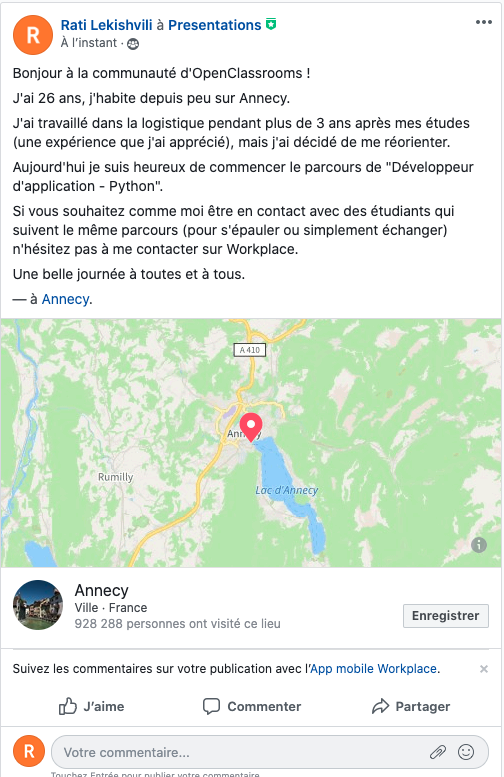 R
Rati Lekishvili à Presentations
À l'instant ·
Bonjour à la communauté d'OpenClassrooms !
J'ai 26 ans, j'habite depuis peu sur Annecy.
J'ai travaillé dans la logistique pendant plus de 3 ans après mes études
(une expérience que j'ai apprécié), mais j'ai décidé de me réorienter.
Aujourd'hui je suis heureux de commencer le parcours de "Développeur
d'application - Python".
Si vous souhaitez comme moi être en contact avec des étudiants qui
suivent le même parcours (pour s'épauler ou simplement échanger)
n'hésitez pas à me contacter sur Workplace.
Une belle journée à toutes et à tous.
— à Annecy.
A 410
Annecy
Rumilly
Lac d'Annecy
Annecy
Ville · France
928 288 personnes ont visité ce lieu
Enregistrer
Suivez les commentaires sur votre publication avec l'App mobile Workplace.
J'aime
Commenter
Partager
R
Votre commentaire...
Touchez Entrée pour publier votre commentaire.